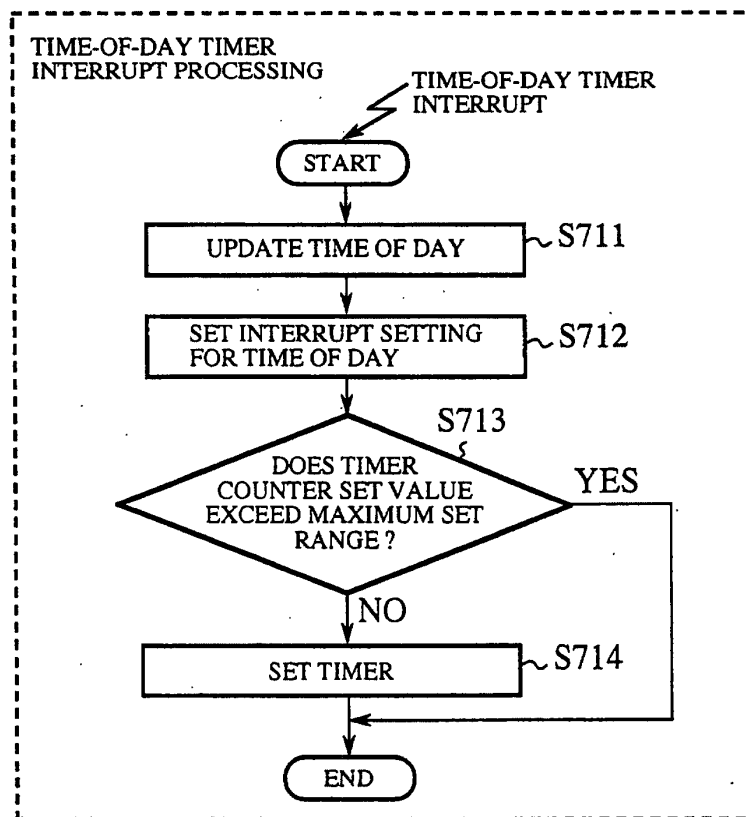 TIME-OF-DAY TIMER
INTERRUPT PROCESSING
TIME-OF-DAY TIMER
INTERRUPT
START
UPDATE TIME OF DAY
S711
SET INTERRUPT SETTING
FOR TIME OF DAY
S712
S713
DOES TIMER
COUNTER SET VALUE
EXCEED MAXIMUM SET
RANGE ?
YES
NO
SET TIMER
S714
END